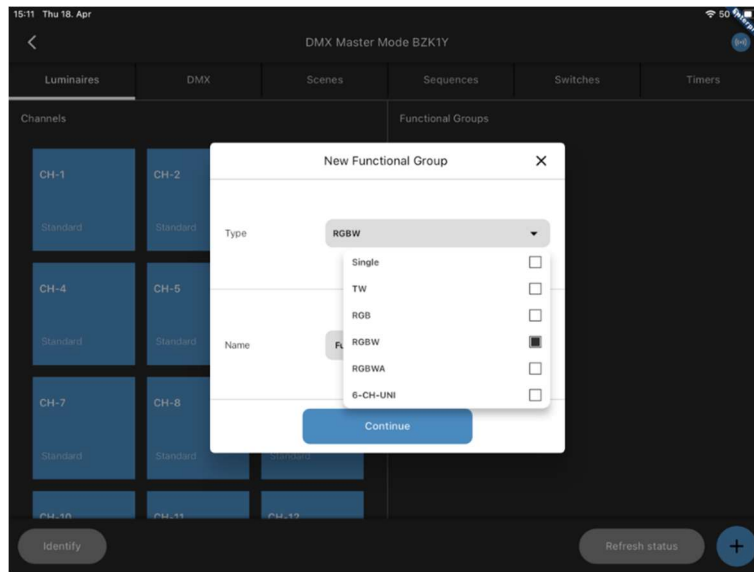 15:11 Thu 18. Apr
50
DMX Master Mode BZK1Y
Luminaires DMX Scenes Sequences Switches Timers
Channels Functional Groups
New Functional Group
CH-1 CH-2
Standard Standard
Type RGBW
Single
TW
CH-4 CH-5
RGB
Standard Standard
Name
RGBW
RGBWA
6-CH-UNI
CH-7 CH-8
Continue
Standard Standard Standard
CH-10 CH-11 CH-12
Identify Refresh status +